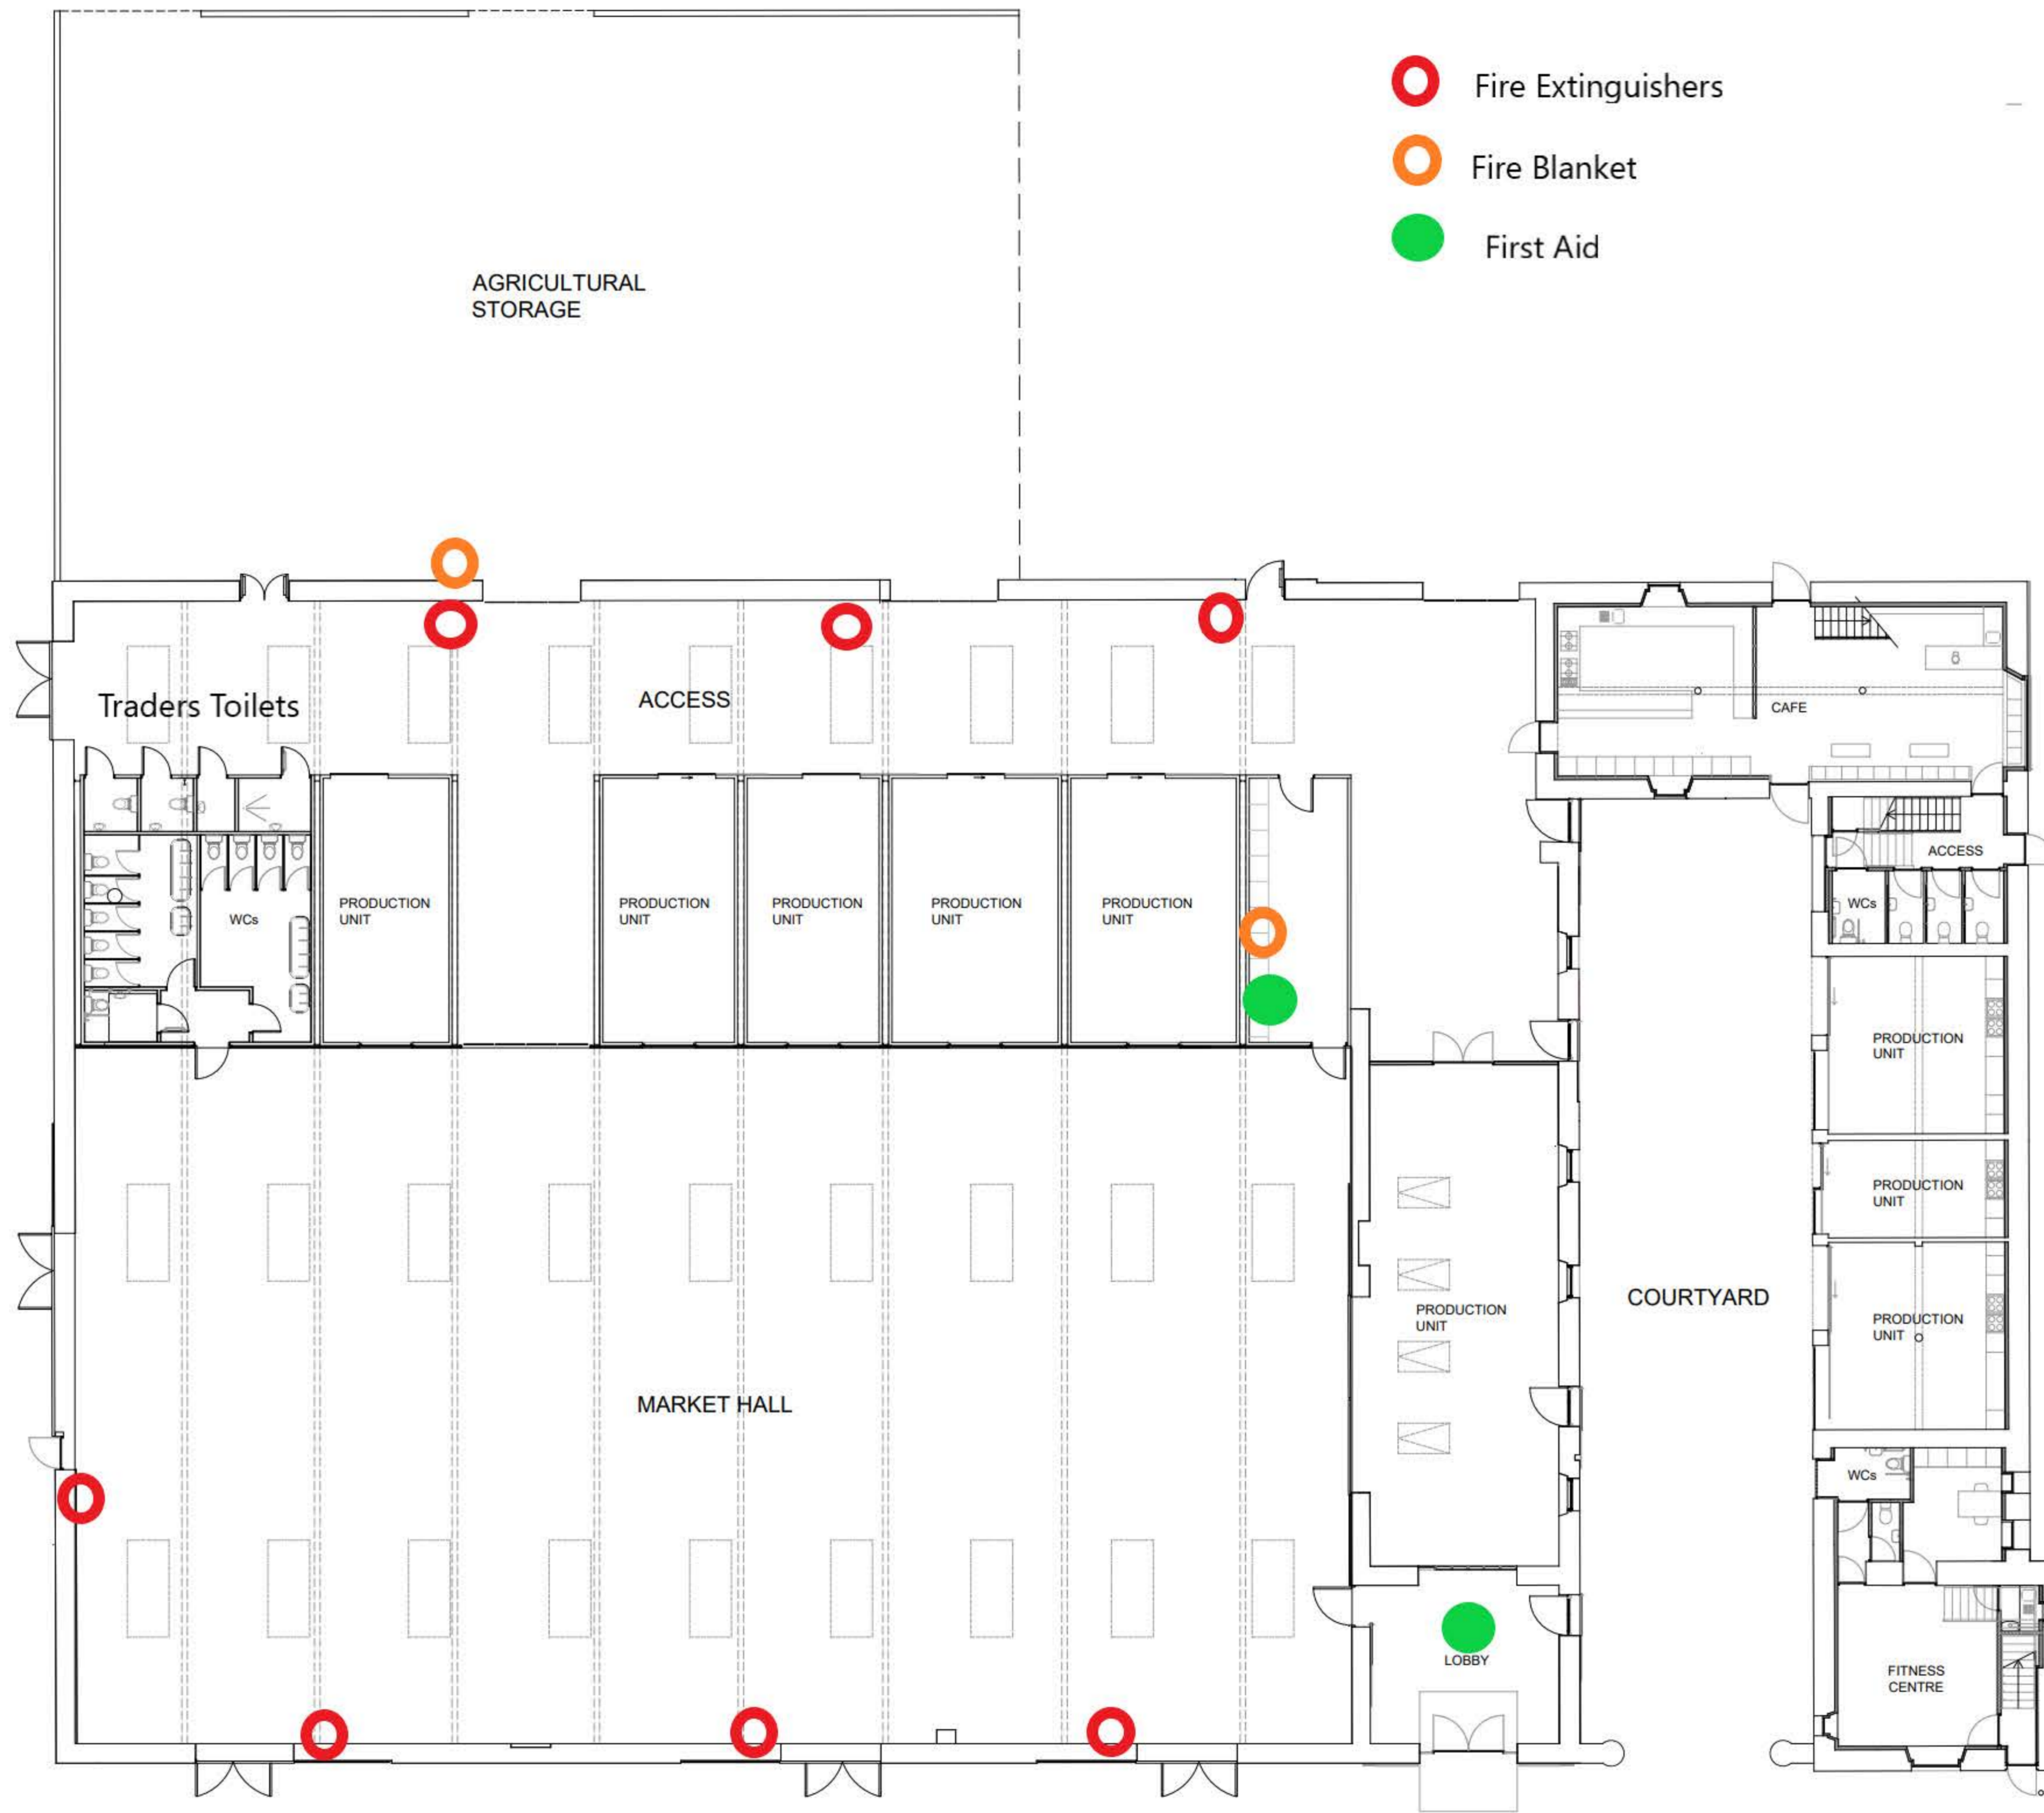 Fire Extinguishers
Fire Blanket
First Aid
AGRICULTURAL
STORAGE
Traders Toilets
ACCESS
CAFE
ACCESS
WCs
PRODUCTION
UNIT
PRODUCTION
UNIT
PRODUCTION
UNIT
PRODUCTION
UNIT
PRODUCTION
UNIT
WCs
PRODUCTION
UNIT
PRODUCTION
UNIT
PRODUCTION
UNIT
PRODUCTION
UNIT
COURTYARD
MARKET HALL
WCs
LOBBY
FITNESS
CENTRE